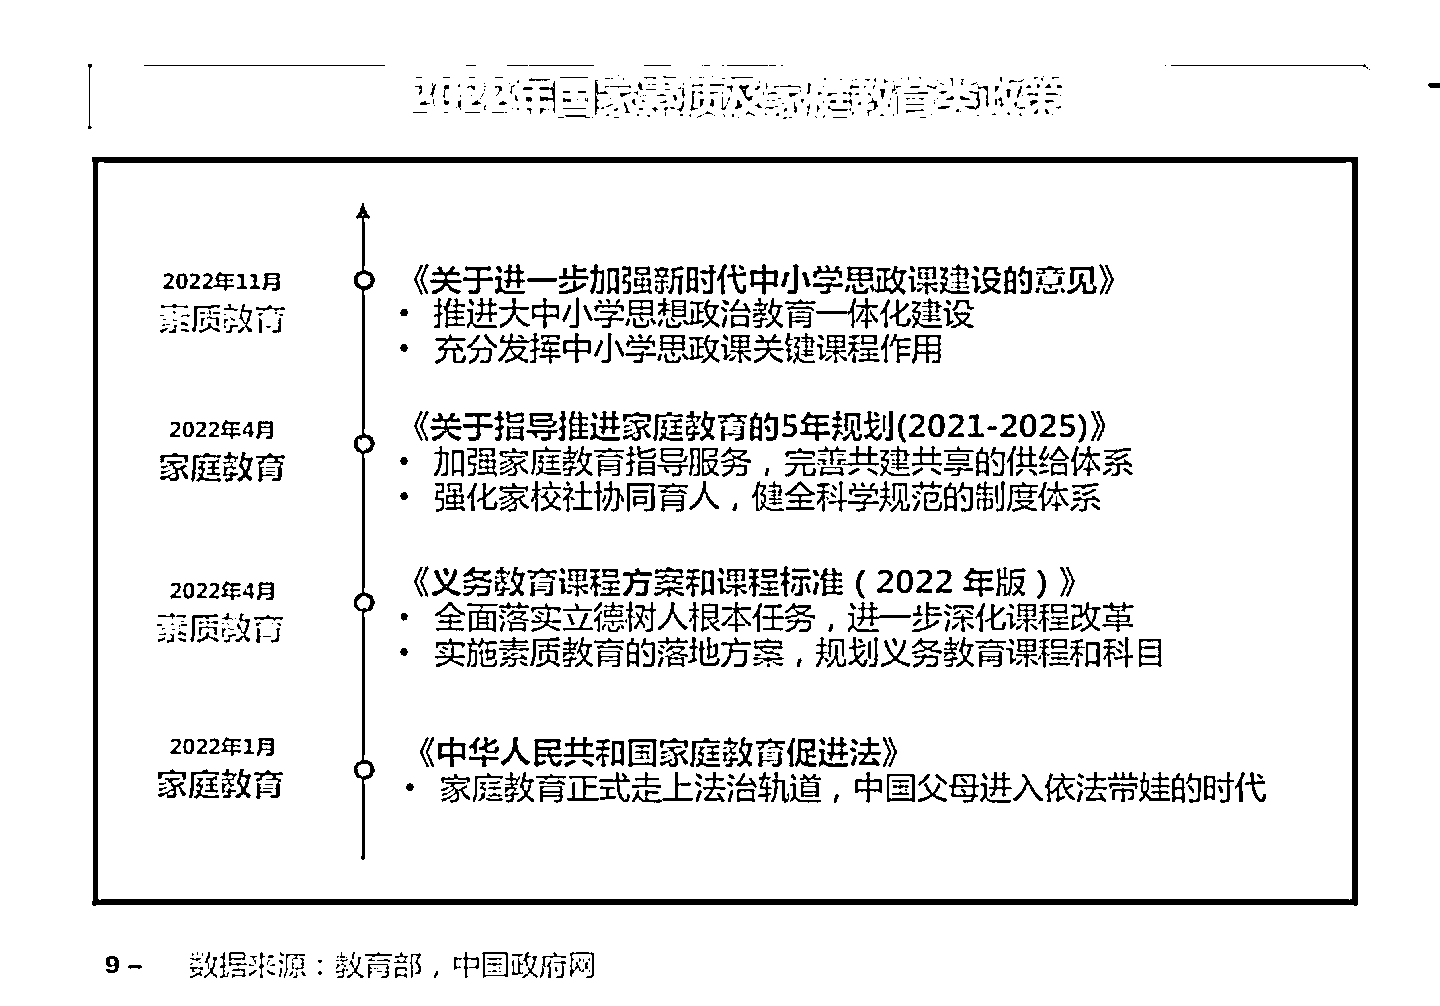 2022年国家素质及家庭教育类政策
2022年11月
素质教育
《关于进一步加强新时代中小学思政课建设的意见》
• 推进大中小学思想政治教育一体化建设
• 充分发挥中小学思政课关键课程作用
2022年4月
家庭教育
《关于指导推进家庭教育的5年规划(2021-2025)》
• 加强家庭教育指导服务，完善共建共享的供给体系
• 强化家校社协同育人，健全科学规范的制度体系
2022年4月
素质教育
《义务教育课程方案和课程标准（2022 年版）》
• 全面落实立德树人根本任务，进一步深化课程改革
• 实施素质教育的落地方案，规划义务教育课程和科目
2022年1月
家庭教育
《中华人民共和国家庭教育促进法》
• 家庭教育正式走上法治轨道，中国父母进入依法带娃的时代
9 – 数据来源：教育部，中国政府网